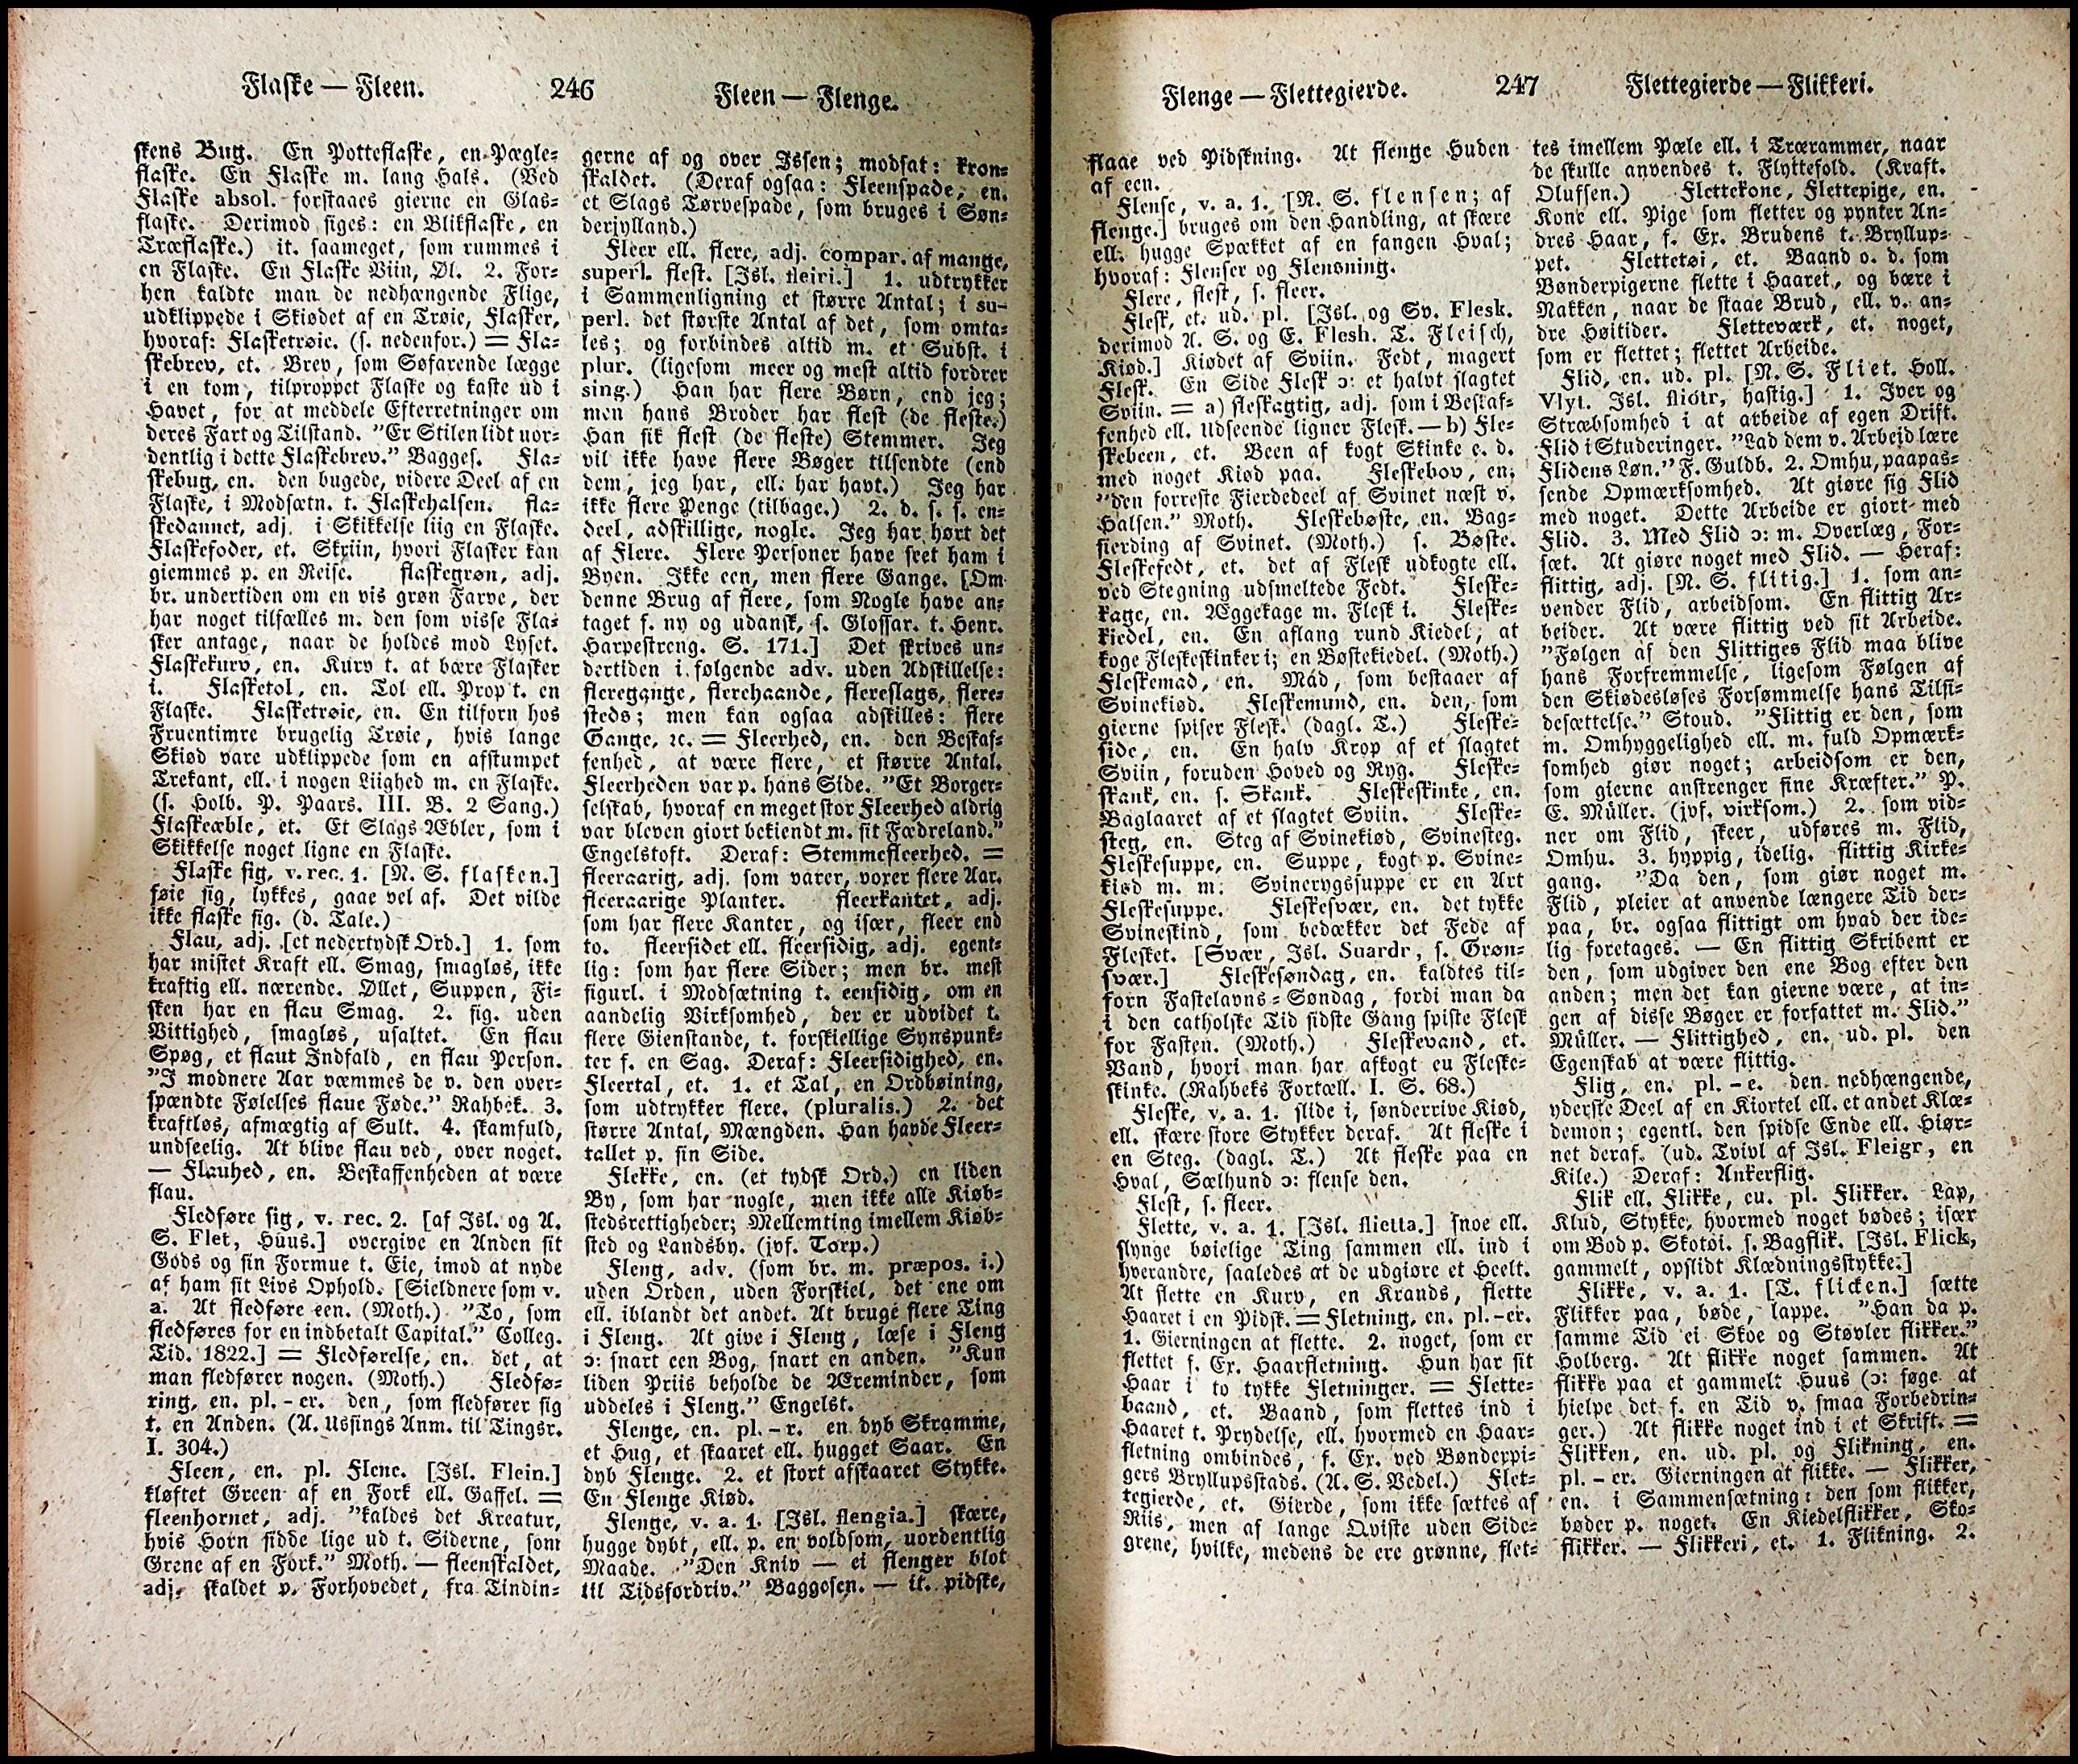 Flaske — Fleen.
246
Fleen — Flenge.
skens Bug. En Potteflaske, en Pægle-
flaske. En Flaske m. lang Hals. (Ved
Flaske absol. forstaaes gierne en Glas-
flaske. Derimod siges: en Blikflaske, en
Træflaske.) it. saameget, som rummes i
en Flaske. En Flaske Viin, Øl. 2. For-
hen kaldte man de nedhængende Flige,
udklippede i Skiødet af en Trøie, Flasker,
hvoraf: Flasketrøie. (s. nedenfor.) = Fla-
skebrev, et. Brev, som Søfarende lægge
i en tom, tilproppet Flaske og kaste ud i
Havet, for at meddele Efterretninger om
deres Fart og Tilstand. "Er Stilen lidt uor-
dentlig i dette Flaskebrev." Bagges. Fla-
skebug, en. den bugede, videre Deel af en
Flaske, i Modsætn. t. Flaskehalsen. fla-
skedannet, adj. i Skikkelse liig en Flaske.
Flaskefoder, et. Skriin, hvori Flasker kan
giemmes p. en Reise. flaskegrøn, adj.
br. undertiden om en vis grøn Farve, der
har noget tilfælles m. den som visse Fla-
sker antage, naar de holdes mod Lyset.
Flaskekurv, en. Kurv t. at bære Flasker
i. Flasketol, en. Tol ell. Prop t. en
Flaske. Flasketrøie, en. En tilforn hos
Fruentimre brugelig Trøie, hvis lange
Skiød vare udklippede som en afstumpet
Trekant, ell. i nogen Liighed m. en Flaske.
(s. Holb. P. Paars. III. B. 2 Sang.)
Flaskeæble, et. Et Slags Æbler, som i
Skikkelse noget ligne en Flaske.
Flaske sig, v. rec. 1. [N. S. flasken.]
føie sig, lykkes, gaae vel af. Det vilde
ikke flaske sig. (d. Tale.)
Flau, adj. [et nedertydsk Ord.] 1. som
har mistet Kraft ell. Smag, smagløs, ikke
kraftig ell. nærende. Øllet, Suppen, Fi-
sken har en flau Smag. 2. fig. uden
Vittighed, smagløs, usaltet. En flau
Spøg, et flaut Indfald, en flau Person.
"I modnere Aar væmmes de v. den over-
spændte Følelses flaue Føde." Rahbek. 3.
kraftløs, afmægtig af Sult. 4. skamfuld,
undseelig. At blive flau ved, over noget.
— Flauhed, en. Beskaffenheden at være
flau.
Fledføre sig, v. rec. 2. [af Isl. og A.
S. Flet, Huus.] overgive en Anden sit
Gods og sin Formue t. Eie, imod at nyde
af ham sit Livs Ophold. [Sieldnere som v.
a. At fledføre een. (Moth.) "To, som
fledføres for en indbetalt Capital." Colleg.
Tid. 1822.] = Fledførelse, en. det, at
man fledfører nogen. (Moth.) Fledfø-
ring, en. pl. - er. den, som fledfører sig
t. en Anden. (A. Ussings Anm. til Tingsr.
I. 304.)
Fleen, en. pl. Flene. [Isl. Flein.]
kløftet Green af en Fork ell. Gaffel. =
fleenhornet, adj. "kaldes det Kreatur,
hvis Horn sidde lige ud t. Siderne, som
Grene af en Fork." Moth. — fleenskaldet,
adj. skaldet p. Forhovedet, fra Tindin-
gerne af og over Issen; modsat: kron-
skaldet. (Deraf ogsaa: Fleenspade, en.
et Slags Tørvespade, som bruges i Søn-
derjylland.)
Fleer ell. flere, adj. compar. af mange,
superl. flest. [Isl. fleiri.] 1. udtrykker
i Sammenligning et større Antal; i su-
perl. det største Antal af det, som omta-
les; og forbindes altid m. et Subst. i
plur. (ligesom meer og mest altid fordrer
sing.) Han har flere Børn, end jeg;
men hans Broder har flest (de fleste.)
Han fik flest (de fleste) Stemmer. Jeg
vil ikke have flere Bøger tilsendte (end
dem, jeg har, ell. har havt.) Jeg har
ikke flere Penge (tilbage.) 2. d. s. s. en-
deel, adskillige, nogle. Jeg har hørt det
af Flere. Flere Personer have seet ham i
Byen. Ikke een, men flere Gange. [Om
denne Brug af flere, som Nogle have an-
taget f. ny og udansk, s. Glossar. t. Henr.
Harpestreng. S. 171.] Det skrives un-
dertiden i følgende adv. uden Adskillelse:
fleregange, flerehaande, flereslags, flere-
steds; men kan ogsaa adskilles: flere
Gange, ꝛc. = Fleerhed, en. den Beskaf-
fenhed, at være flere, et større Antal.
Fleerheden var p. hans Side. "Et Borger-
selskab, hvoraf en meget stor Fleerhed aldrig
var bleven giort bekiendt m. sit Fædreland."
Engelstoft. Deraf: Stemmefleerhed. =
fleeraarig, adj. som varer, voxer flere Aar.
fleeraarige Planter. fleerkantet, adj.
som har flere Kanter, og især, fleer end
to. fleersidet ell. fleersidig, adj. egent-
lig: som har flere Sider; men br. mest
figurl. i Modsætning t. eensidig, om en
aandelig Virksomhed, der er udvidet t.
flere Gienstande, t. forskiellige Synspunk-
ter f. en Sag. Deraf: Fleersidighed, en.
Fleertal, et. 1. et Tal, en Ordbøining,
som udtrykker flere. (pluralis.) 2. det
større Antal, Mængden. Han havde Fleer-
tallet p. sin Side.
Flekke, en. (et tydsk Ord.) en liden
By, som har nogle, men ikke alle Kiøb-
stedsrettigheder; Mellemting imellem Kiøb-
sted og Landsby. (jvf. Torp.)
Fleng, adv. (som br. m. præpos. i.)
uden Orden, uden Forskiel, det ene om
ell. iblandt det andet. At bruge flere Ting
i Fleng. At give i Fleng, læse i Fleng
ɔ: snart een Bog, snart en anden. "Kun
liden Priis beholde de Æreminder, som
uddeles i Fleng." Engelst.
Flenge, en. pl. - r. en dyb Skramme,
et Hug, et skaaret ell. hugget Saar. En
dyb Flenge. 2. et stort afskaaret Stykke.
En Flenge Kiød.
Flenge, v. a. 1. [Isl. flengia.] skære,
hugge dybt, ell. p. en voldsom, uordentlig
Maade. "Den Kniv — ei flenger blot
til Tidsfordriv." Baggesen. — it. pidske,
Flenge — Flettegierde.
247
Flettegierde — Flikkeri.
flaae ved Pidskning. At flenge Huden
af een.
Flense, v. a. 1. [N. S. flensen; af
flenge.] bruges om den Handling, at skære
ell. hugge Spækket af en fangen Hval;
hvoraf: Flenser og Flensning.
Flere, flest, s. fleer.
Flesk, et. ud. pl. [Isl. og Sv. Flesk.
derimod A. S. og E. Flesh. T. Fleisch,
Kiød.] Kiødet af Sviin. Fedt, magert
Flesk. En Side Flesk ɔ: et halvt slagtet
Sviin. = a) fleskagtig, adj. som i Beskaf-
fenhed ell. Udseende ligner Flesk. — b) Fle-
skebeen, et. Been af kogt Skinke e. d.
med noget Kiød paa. Fleskebov, en.
"den forreste Fierdedeel af Svinet næst v.
Halsen." Moth. Fleskebøste, en. Bag-
fierding af Svinet. (Moth.) s. Bøste.
Fleskefedt, et. det af Flesk udkogte ell.
ved Stegning udsmeltede Fedt. Fleske-
kage, en. Æggekage m. Flesk i. Fleske-
kiedel, en. En aflang rund Kiedel, at
koge Fleskeskinker i; en Bøstekiedel. (Moth.)
Fleskemad, en. Mad, som bestaaer af
Svinekiød. Fleskemund, en. den, som
gierne spiser Flesk. (dagl. T.) Fleske-
side, en. En halv Krop af et slagtet
Sviin, foruden Hoved og Ryg. Fleske-
skank, en. s. Skank. Fleskeskinke, en.
Baglaaret af et slagtet Sviin. Fleske-
steg, en. Steg af Svinekiød, Svinesteg.
Fleskesuppe, en. Suppe, kogt p. Svine-
kiød m. m. Svinerygssuppe er en Art
Fleskesuppe. Fleskesvær, en. det tykke
Svineskind, som bedækker det Fede af
Flesket. [Svær, Isl. Suardr, s. Grøn-
svær.] Fleskesøndag, en. kaldtes til-
forn Fastelavns-Søndag, fordi man da
i den catholske Tid sidste Gang spiste Flesk
for Fasten. (Moth.) Fleskevand, et.
Vand, hvori man har afkogt en Fleske-
skinke. (Rahbeks Fortæll. I. S. 68.)
Fleske, v. a. 1. slide i, sønderrive Kiød,
ell. skære store Stykker deraf. At fleske i
en Steg. (dagl. T.) At fleske paa en
Hval, Sælhund ɔ: flense den.
Flest, s. fleer.
Flette, v. a. 1. [Isl. flietta.] snoe ell.
slynge bøielige Ting sammen ell. ind i
hverandre, saaledes at de udgiøre et Heelt.
At flette en Kurv, en Krands, flette
Haaret i en Pidsk. = Fletning, en. pl. -er.
1. Gierningen at flette. 2. noget, som er
flettet f. Ex. Haarfletning. Hun har sit
Haar i to tykke Fletninger. = Flette-
baand, et. Baand, som flettes ind i
Haaret t. Prydelse, ell. hvormed en Haar-
fletning ombindes, f. Ex. ved Bønderpi-
gers Bryllupsstads. (A. S. Vedel.) Flet-
tegierde, et. Gierde, som ikke sættes af
Riis, men af lange Qviste uden Side-
grene, hvilke, medens de ere grønne, flet-
tes imellem Pæle ell. i Trærammer, naar
de skulle anvendes t. Flyttefold. (Kraft.
Olufsen.) Flettekone, Flettepige, en.
Kone ell. Pige som fletter og pynter An-
dres Haar, f. Ex. Brudens t. Bryllup-
pet. Flettetøi, et. Baand o. d. som
Bønderpigerne flette i Haaret, og bære i
Nakken, naar de staae Brud, ell. v. an-
dre Høitider. Fletteværk, et. noget,
som er flettet; flettet Arbeide.
Flid, en. ud. pl. [N. S. Fliet. Holl.
Vlyt. Isl. fliótr, hastig.] 1. Iver og
Stræbsomhed i at arbeide af egen Drift.
Flid i Studeringer. "Lad dem v. Arbejd lære
Flidens Løn." F. Guldb. 2. Omhu, paapas-
sende Opmærksomhed. At giøre sig Flid
med noget. Dette Arbeide er giort med
Flid. 3. Med Flid ɔ: m. Overlæg, For-
sæt. At giøre noget med Flid. — Heraf:
flittig, adj. [N. S. flitig.] 1. som an-
vender Flid, arbeidsom. En flittig Ar-
beider. At være flittig ved sit Arbeide.
"Følgen af den Flittiges Flid maa blive
hans Forfremmelse, ligesom Følgen af
den Skiødesløses Forsømmelse hans Tilsi-
desættelse." Stoud. "Flittig er den, som
m. Omhyggelighed ell. m. fuld Opmærk-
somhed giør noget; arbeidsom er den,
som gierne anstrenger sine Kræfter." P.
E. Müller. (jvf. virksom.) 2. som vid-
ner om Flid, skeer, udføres m. Flid,
Omhu. 3. hyppig, idelig. flittig Kirke-
gang. "Da den, som giør noget m.
Flid, pleier at anvende længere Tid der-
paa, br. ogsaa flittigt om hvad der ide-
lig foretages. — En flittig Skribent er
den, som udgiver den ene Bog efter den
anden; men det kan gierne være, at in-
gen af disse Bøger er forfattet m. Flid."
Müller. — Flittighed, en. ud. pl. den
Egenskab at være flittig.
Flig, en. pl. - e. den nedhængende,
yderste Deel af en Kiortel ell. et andet Klæ-
demon; egentl. den spidse Ende ell. Hiør-
net deraf. (ud. Tvivl af Isl. Fleigr, en
Kile.) Deraf: Ankerflig.
Flik ell. Flikke, en. pl. Flikker. Lap,
Klud, Stykke, hvormed noget bødes; især
om Bod p. Skotøi. s. Bagflik. [Isl. Flick,
gammelt, opslidt Klædningsstykke.]
Flikke, v. a. 1. [T. flicken.] sætte
Flikker paa, bøde, lappe. "Han da p.
samme Tid ei Skoe og Støvler flikker."
Holberg. At flikke noget sammen. At
flikke paa et gammelt Huus (ɔ: søge at
hielpe det f. en Tid v. smaa Forbedrin-
ger.) At flikke noget ind i et Skrift. =
Flikken, en. ud. pl. og Flikning, en.
pl. - er. Gierningen at flikke. — Flikker,
en. i Sammensætning: den som flikker,
bøder p. noget. En Kiedelflikker, Sko-
flikker. — Flikkeri, et. 1. Flikning. 2.